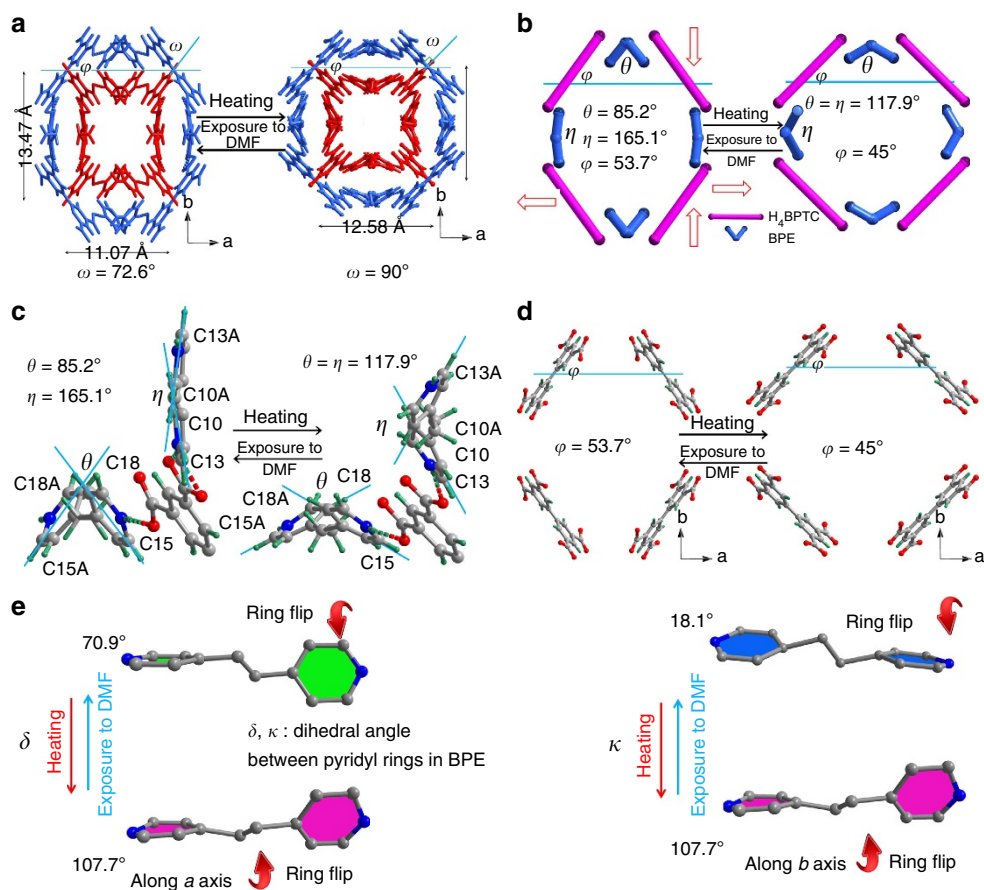 a
ω
φ
13.47 Å
11.07 Å
ω = 72.6°
Heating
Exposure to
DMF
ω
φ
12.58 Å
ω = 90°
b
a
b
θ
φ
θ = 85.2°
η = 165.1°
φ = 53.7°
η
Heating
Exposure to
DMF
θ
φ
θ = η = 117.9°
η
φ = 45°
b
a
H₄BPTC
BPE
c
θ = 85.2°
η = 165.1°
C13A
C10A
η
C10
C13
θ
C18
C18A
C15A
C15
Heating
Exposure to
DMF
θ = η = 117.9°
C13A
C10A
η
C10
C13
θ
C18
C18A
C15A
C15
d
φ
φ = 53.7°
Heating
Exposure to
DMF
φ
φ = 45°
b
a
b
a
e
Ring flip
70.9°
δ
Heating
Exposure to DMF
δ, κ : dihedral angle
between pyridyl rings in BPE
107.7°
Along a axis
Ring flip
18.1°
Ring flip
κ
Heating
Exposure to DMF
107.7°
Along b axis
Ring flip